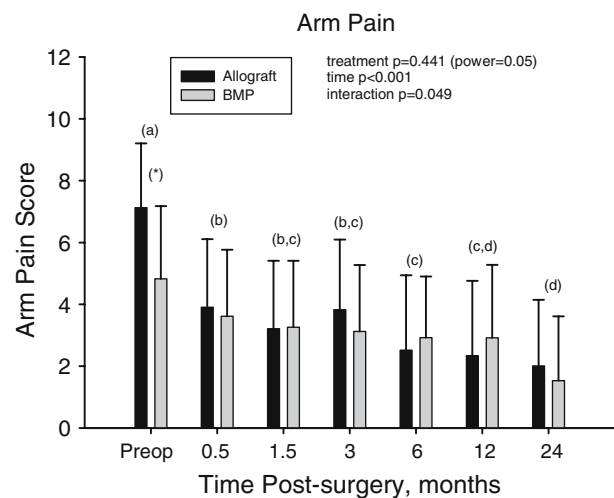 Arm Pain
Allograft
BMP
treatment p=0.441 (power=0.05)
time p<0.001
interaction p=0.049
Arm Pain Score
12
10
8
6
4
2
0
(a)
(*)
(b)
(b,c)
(b,c)
(c)
(c,d)
(d)
Preop 0.5 1.5 3 6 12 24
Time Post-surgery, months